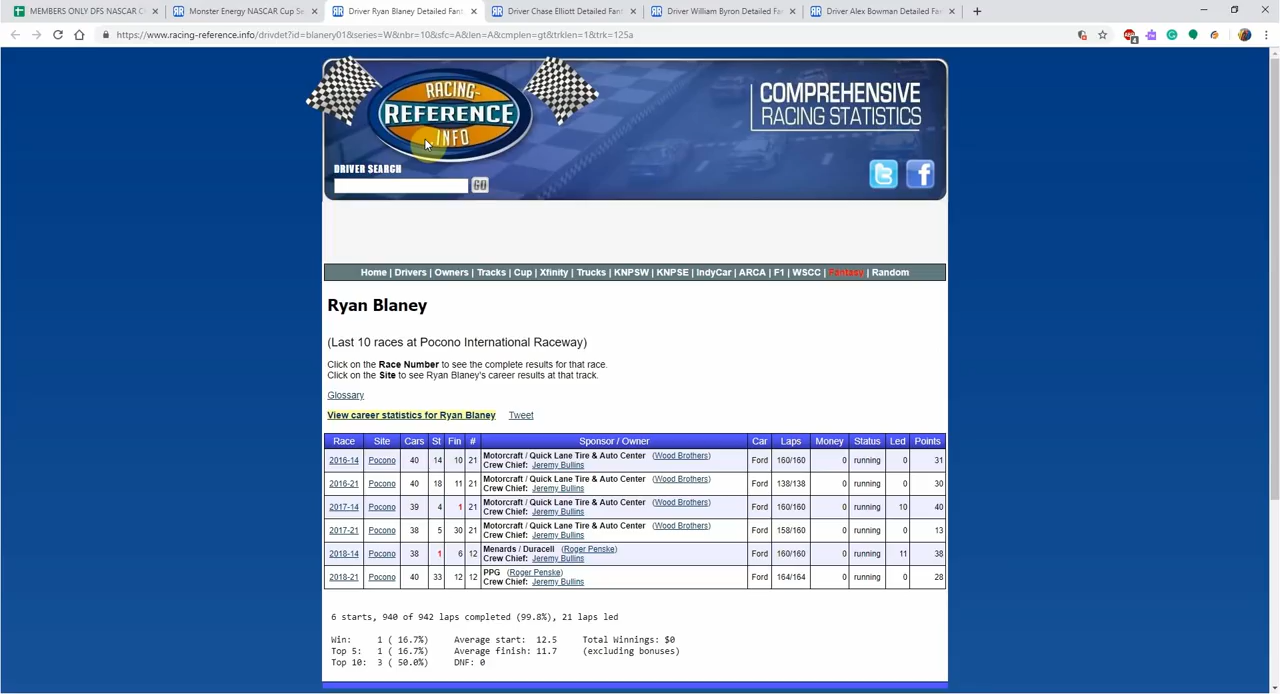 MEMBERS ONLY DFS NASCAR C
Monster Energy NASCAR Cup Se
Driver Ryan Blaney Detailed Fant
Driver Chase Elliott Detailed Fant
Driver William Byron Detailed Fa
Driver Alex Bowman Detailed Fa
https://www.racing-reference.info/drivdet?id=blanery01&series=W&nbr=10&sfc=A&len=A&cmplen=gt&trklen=1&trk=125a
RACING-
REFERENCE
INFO
COMPREHENSIVE
RACING STATISTICS
DRIVER SEARCH
GO
Home | Drivers | Owners | Tracks | Cup | Xfinity | Trucks | KNPSW | KNPSE | IndyCar | ARCA | F1 | WSCC | Fantasy | Random
Ryan Blaney
(Last 10 races at Pocono International Raceway)
Click on the Race Number to see the complete results for that race.
Click on the Site to see Ryan Blaney's career results at that track.
Glossary
View career statistics for Ryan Blaney Tweet
Race Site Cars St Fin # Sponsor / Owner Car Laps Money Status Led Points
2016-14 Pocono 40 14 10 21 Motorcraft / Quick Lane Tire & Auto Center (Wood Brothers) Ford 160/160 0 running 0 31
Crew Chief: Jeremy Bullins
2016-21 Pocono 40 18 11 21 Motorcraft / Quick Lane Tire & Auto Center (Wood Brothers) Ford 138/138 0 running 0 30
Crew Chief: Jeremy Bullins
2017-14 Pocono 39 4 1 21 Motorcraft / Quick Lane Tire & Auto Center (Wood Brothers) Ford 160/160 0 running 10 40
Crew Chief: Jeremy Bullins
2017-21 Pocono 38 5 30 21 Motorcraft / Quick Lane Tire & Auto Center (Wood Brothers) Ford 158/160 0 running 0 13
Crew Chief: Jeremy Bullins
2018-14 Pocono 38 1 6 12 Menards / Duracell (Roger Penske) Ford 160/160 0 running 11 38
Crew Chief: Jeremy Bullins
2018-21 Pocono 40 33 12 12 PPG (Roger Penske) Ford 164/164 0 running 0 28
Crew Chief: Jeremy Bullins
6 starts, 940 of 942 laps completed (99.8%), 21 laps led
Win: 1 ( 16.7%) Average start: 12.5 Total Winnings: $0
Top 5: 1 ( 16.7%) Average finish: 11.7 (excluding bonuses)
Top 10: 3 ( 50.0%) DNF: 0